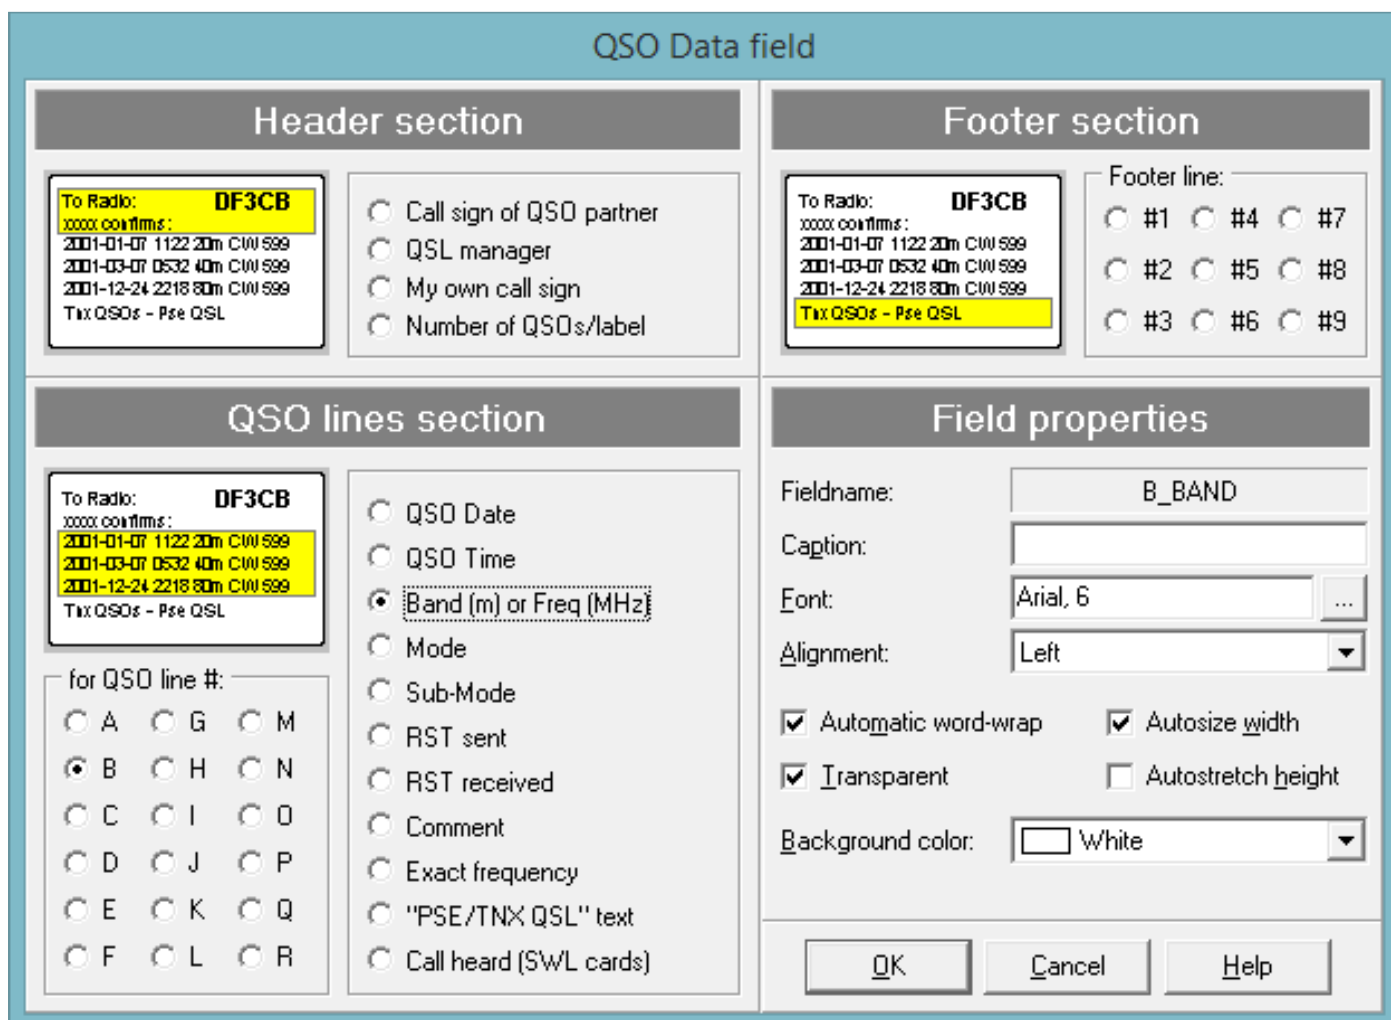 QSO Data field
Header section
To Radio: DF3CB
xxxxx confirms:
2001-01-07 1122 20m CW 599
2001-03-07 0532 40m CW 599
2001-12-24 2218 80m CW 599
Tnx QSOs - Pse QSL
Call sign of QSO partner
QSL manager
My own call sign
Number of QSOs/label
Footer section
To Radio: DF3CB
xxxxx confirms:
2001-01-07 1122 20m CW 599
2001-03-07 0532 40m CW 599
2001-12-24 2218 80m CW 599
Tnx QSOs - Pse QSL
Footer line:
#1 #4 #7
#2 #5 #8
#3 #6 #9
QSO lines section
To Radio: DF3CB
xxxxx confirms:
2001-01-07 1122 20m CW 599
2001-03-07 0532 40m CW 599
2001-12-24 2218 80m CW 599
Tnx QSOs - Pse QSL
for QSO line #:
A G M
B H N
C I O
D J P
E K Q
F L R
QSO Date
QSO Time
Band (m) or Freq (MHz)
Mode
Sub-Mode
RST sent
RST received
Comment
Exact frequency
"PSE/TNX QSL" text
Call heard (SWL cards)
Field properties
Fieldname: B_BAND
Caption:
Font: Arial, 6 ...
Alignment: Left
Automatic word-wrap Autosize width
Transparent Autostretch height
Background color: White
OK Cancel Help